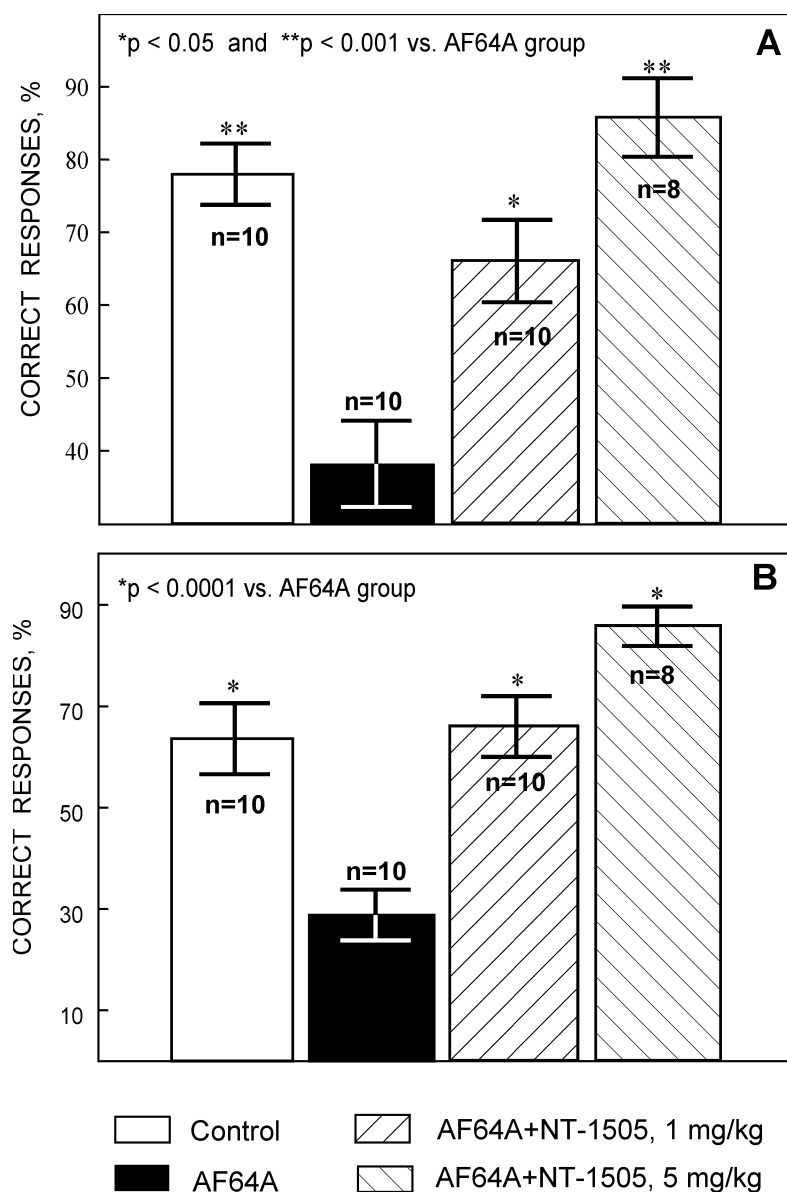 *p < 0.05 and **p < 0.001 vs. AF64A group
A
CORRECT RESPONSES, %
90
80
70
60
50
40
**
n=10
n=10
*
n=10
**
n=8
*p < 0.0001 vs. AF64A group
B
CORRECT RESPONSES, %
90
70
50
30
10
*
n=10
n=10
*
n=10
*
n=8
Control
AF64A+NT-1505, 1 mg/kg
AF64A
AF64A+NT-1505, 5 mg/kg